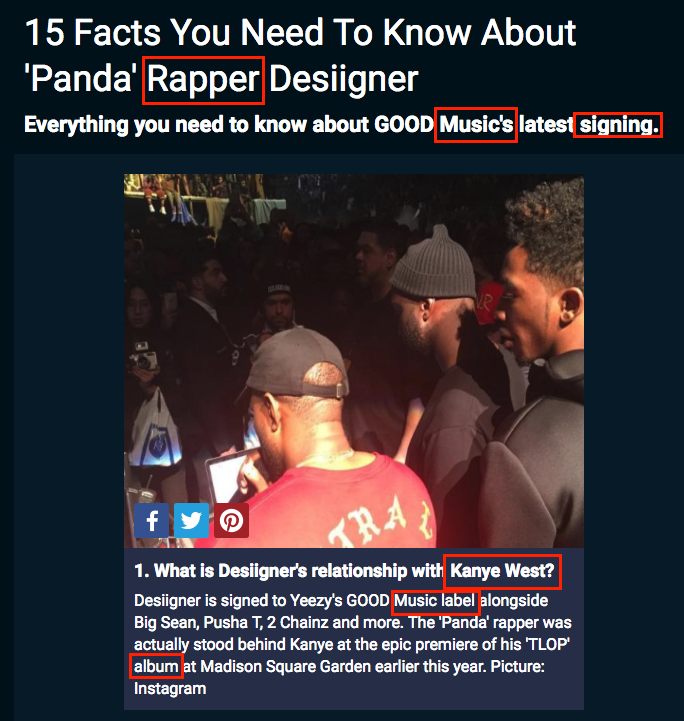 15 Facts You Need To Know About
'Panda' Rapper Desiigner
Everything you need to know about GOOD Music's latest signing.
TRA
1. What is Desiigner's relationship with Kanye West?
Desiigner is signed to Yeezy's GOOD Music label alongside
Big Sean, Pusha T, 2 Chainz and more. The 'Panda' rapper was
actually stood behind Kanye at the epic premiere of his 'TLOP'
album at Madison Square Garden earlier this year. Picture:
Instagram